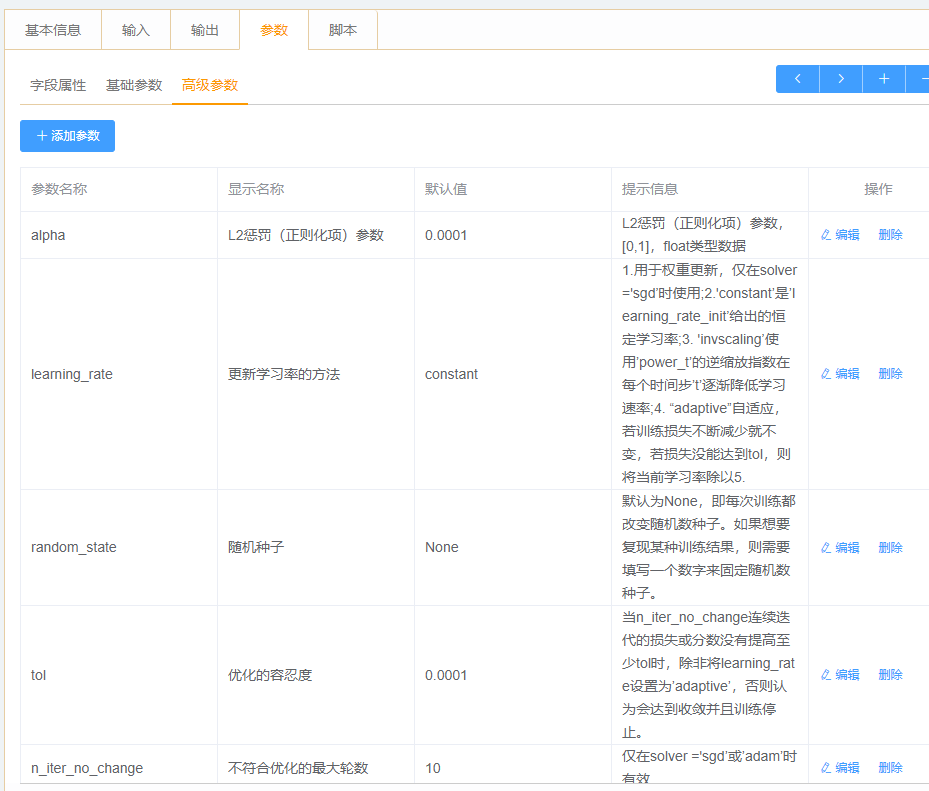 基本信息 输入 输出 参数 脚本
字段属性 基础参数 高级参数
添加参数
参数名称 显示名称 默认值 提示信息 操作
alpha L2惩罚（正则化项）参数 0.0001 L2惩罚（正则化项）参数，
[0,1]，float类型数据
编辑 删除
learning_rate 更新学习率的方法 constant
1.用于权重更新，仅在solver
='sgd'时使用;2.'constant'是'l
earning_rate_init'给出的恒
定学习率;3. 'invscaling'使
用'power_t'的逆缩放指数在
每个时间步't'逐渐降低学习
速率;4. “adaptive”自适应，
若训练损失不断减少就不
变，若损失没能达到tol，则
将当前学习率除以5.
编辑 删除
random_state 随机种子 None
默认为None，即每次训练都
改变随机数种子。如果想要
复现某种训练结果，则需要
填写一个数字来固定随机数
种子。
编辑 删除
tol 优化的容忍度 0.0001
当n_iter_no_change连续迭
代的损失或分数没有提高至
少tol时，除非将learning_rat
e设置为'adaptive'，否则认
为会达到收敛并且训练停
止。
编辑 删除
n_iter_no_change 不符合优化的最大轮数 10
仅在solver ='sgd'或'adam'时
有效
编辑 删除